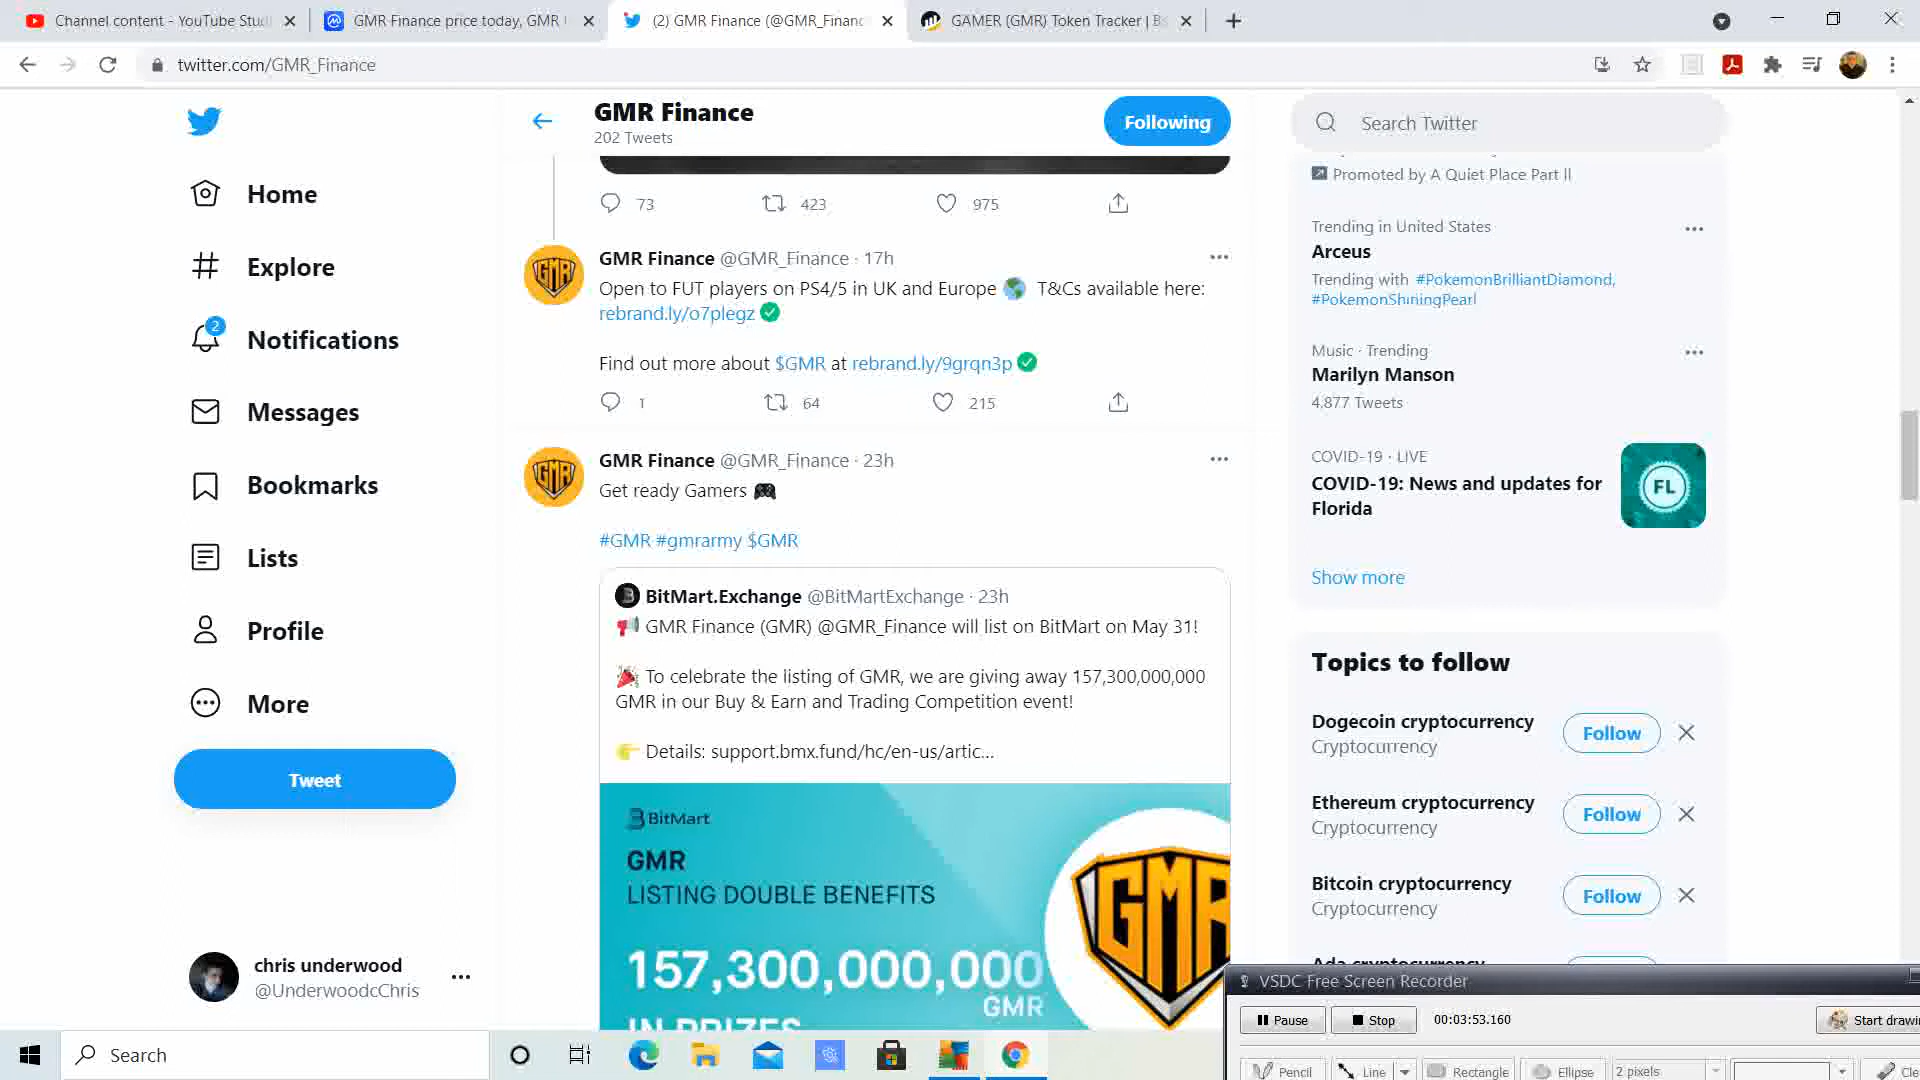 Channel content - YouTube Stud
GMR Finance price today, GMR
(2) GMR Finance (@GMR_Financ
GAMER (GMR) Token Tracker | Bs
twitter.com/GMR_Finance
GMR Finance
202 Tweets
Following
Search Twitter
Home
Explore
2
Notifications
Messages
Bookmarks
Lists
Profile
More
Tweet
chris underwood
@UnderwoodcChris
73 423 975
GMR Finance @GMR_Finance · 17h
Open to FUT players on PS4/5 in UK and Europe T&Cs available here:
rebrand.ly/o7plegz
Find out more about $GMR at rebrand.ly/9grqn3p
1 64 215
GMR Finance @GMR_Finance · 23h
Get ready Gamers
#GMR #gmrarmy $GMR
BitMart.Exchange @BitMartExchange · 23h
GMR Finance (GMR) @GMR_Finance will list on BitMart on May 31!
To celebrate the listing of GMR, we are giving away 157,300,000,000
GMR in our Buy & Earn and Trading Competition event!
Details: support.bmx.fund/hc/en-us/artic...
BitMart
GMR
LISTING DOUBLE BENEFITS
157,300,000,000
GMR
IN PRIZES
GMR
Promoted by A Quiet Place Part II
Trending in United States
Arceus
Trending with #PokemonBrilliantDiamond,
#PokemonShiningPearl
Music · Trending
Marilyn Manson
4,877 Tweets
COVID-19 · LIVE
COVID-19: News and updates for
Florida
FL
Show more
Topics to follow
Dogecoin cryptocurrency
Cryptocurrency
Follow
Ethereum cryptocurrency
Cryptocurrency
Follow
Bitcoin cryptocurrency
Cryptocurrency
Follow
Ada cryptocurrency
VSDC Free Screen Recorder
Pause
Stop
00:03:53.160
Start drawin
Pencil
Line
Rectangle
Ellipse
2 pixels
Cle
Search